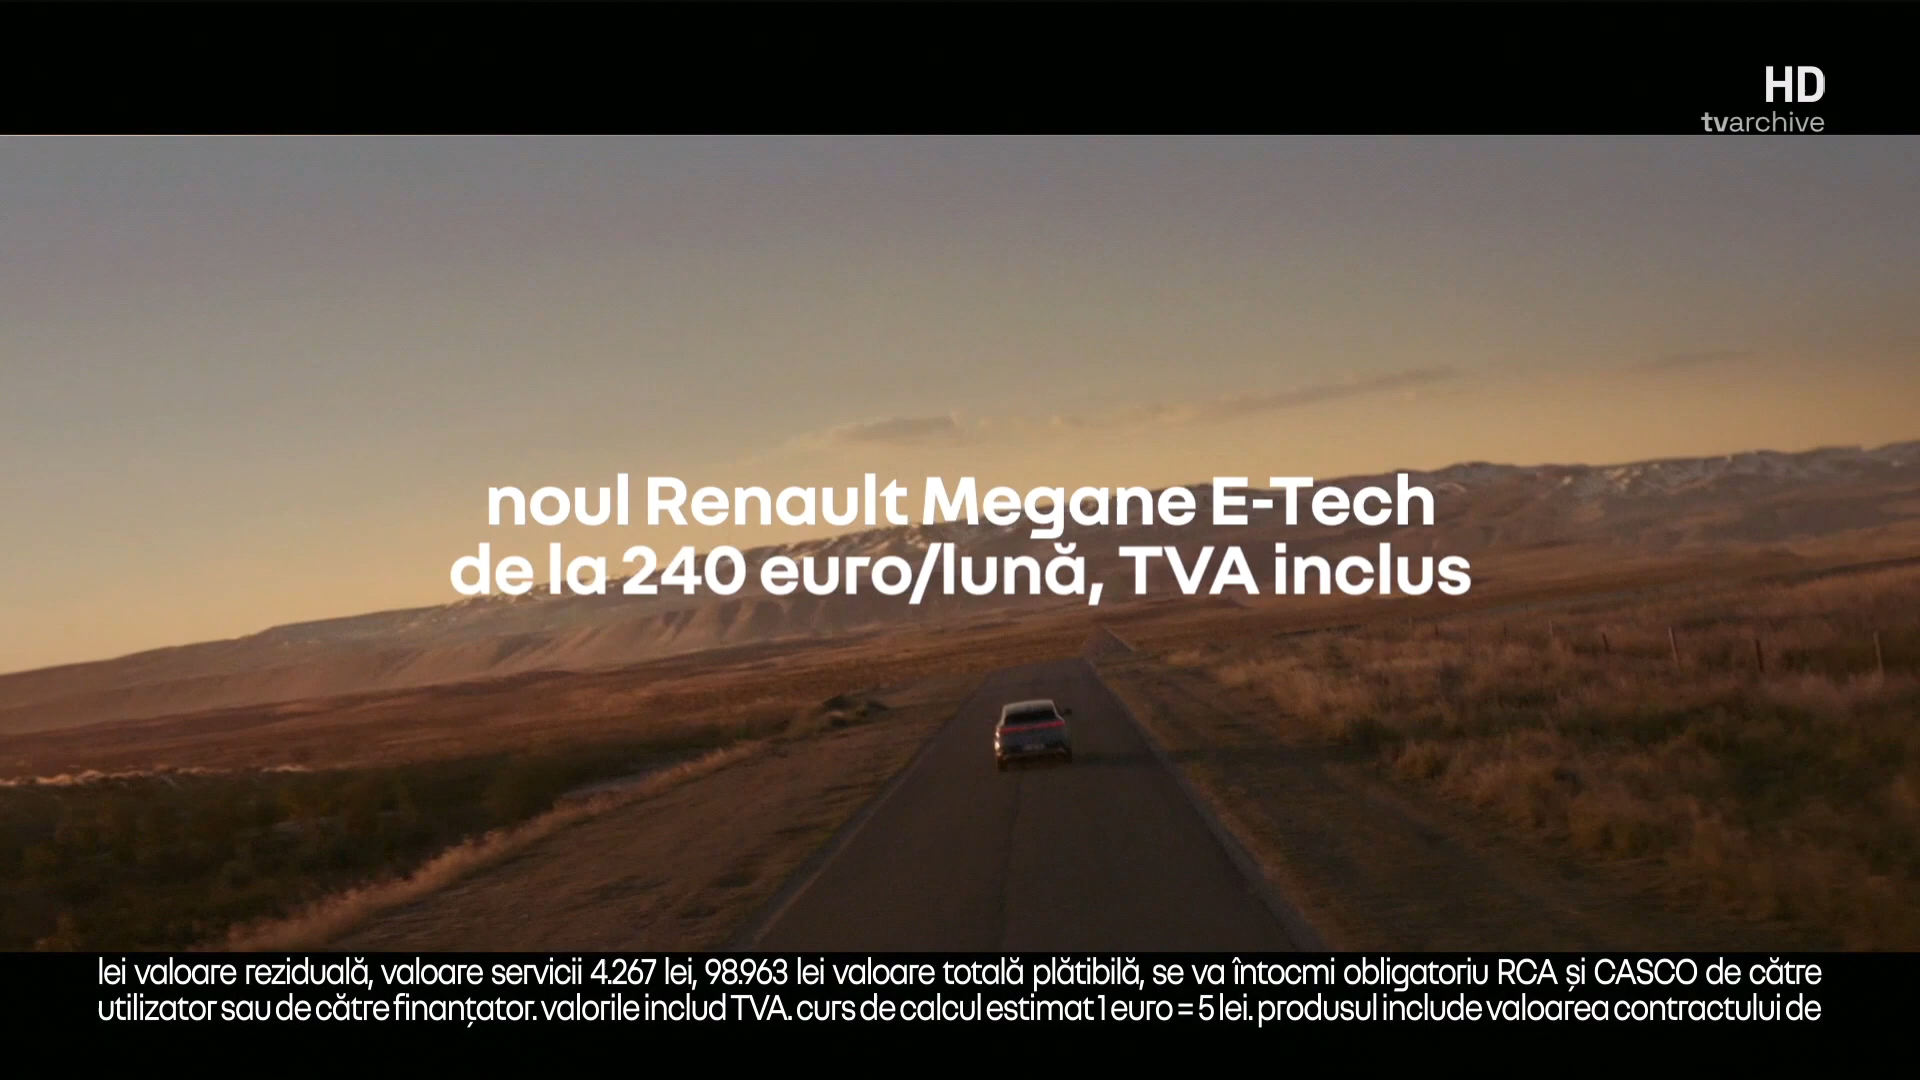 HD
tvarchive
noul Renault Megane E-Tech
de la 240 euro/lună, TVA inclus
lei valoare reziduală, valoare servicii 4.267 lei, 98.963 lei valoare totală plătibilă, se va întocmi obligatoriu RCA și CASCO de către
utilizator sau de către finanțator. valorile includ TVA. curs de calcul estimat 1 euro = 5 lei. produsul include valoarea contractului de